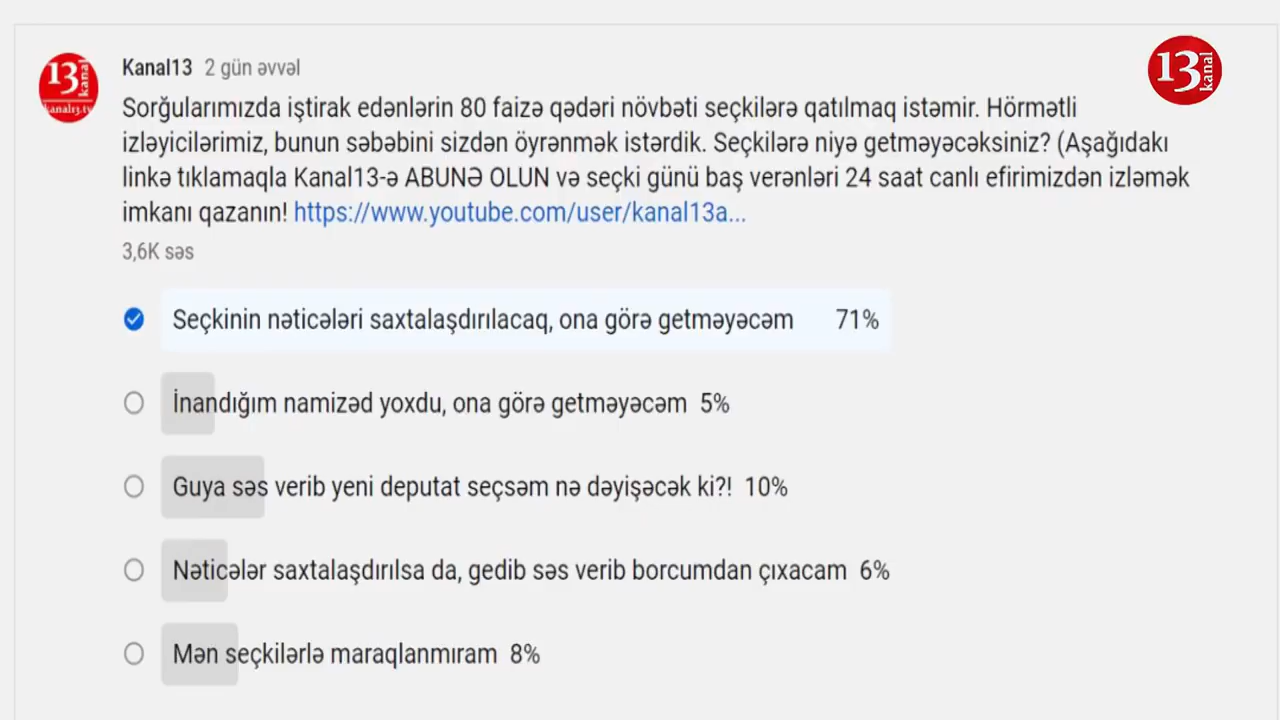 13 kanal
13 kanal
kanal13.tv
Kanal13 2 gün əvvəl
Sorğularımızda iştirak edənlərin 80 faizə qədəri növbəti seçkilərə qatılmaq istəmir. Hörmətli
izləyicilərimiz, bunun səbəbini sizdən öyrənmək istərdik. Seçkilərə niyə getməyəcəksiniz? (Aşağıdakı
linkə tıklamaqla Kanal13-ə ABUNƏ OLUN və seçki günü baş verənləri 24 saat canlı efirimizdən izləmək
imkanı qazanın! https://www.youtube.com/user/kanal13a...
3,6K səs
Seçkinin nəticələri saxtalaşdırılacaq, ona görə getməyəcəm 71%
İnandığım namizəd yoxdu, ona görə getməyəcəm 5%
Guya səs verib yeni deputat seçsəm nə dəyişəcək ki?! 10%
Nəticələr saxtalaşdırılsa da, gedib səs verib borcumdan çıxacam 6%
Mən seçkilərlə maraqlanmıram 8%